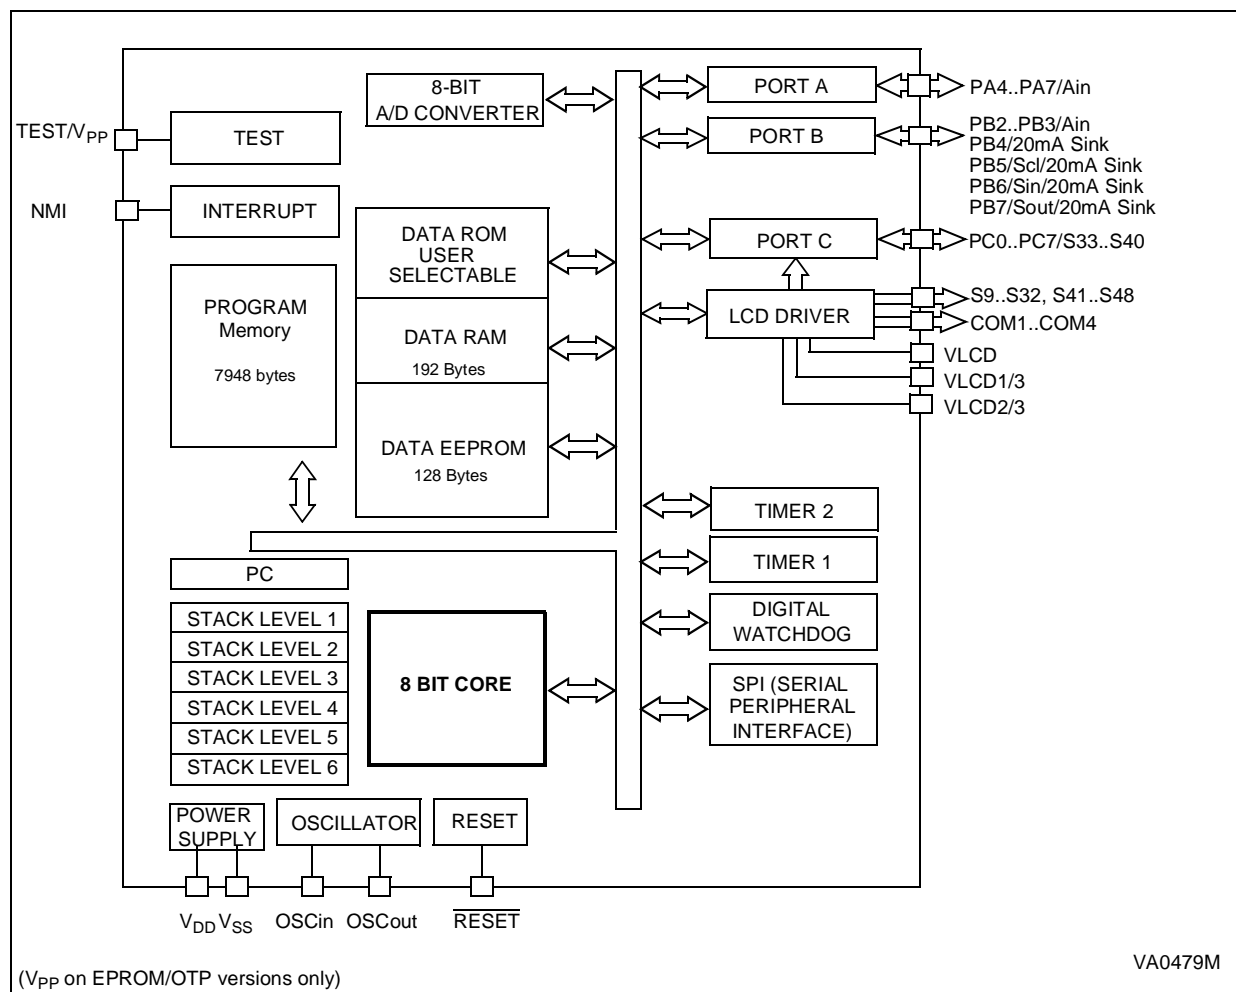 8-BIT
A/D CONVERTER
PORT A
PA4..PA7/Ain
TEST/VPP
TEST
PORT B
PB2..PB3/Ain
PB4/20mA Sink
PB5/Scl/20mA Sink
PB6/Sin/20mA Sink
PB7/Sout/20mA Sink
NMI
INTERRUPT
DATA ROM
USER
SELECTABLE
PORT C
PC0..PC7/S33..S40
PROGRAM
Memory
7948 bytes
DATA RAM
192 Bytes
LCD DRIVER
S9..S32, S41..S48
COM1..COM4
VLCD
VLCD1/3
VLCD2/3
DATA EEPROM
128 Bytes
TIMER 2
TIMER 1
PC
DIGITAL
WATCHDOG
STACK LEVEL 1
STACK LEVEL 2
STACK LEVEL 3
STACK LEVEL 4
STACK LEVEL 5
STACK LEVEL 6
8 BIT CORE
SPI (SERIAL
PERIPHERAL
INTERFACE)
POWER
SUPPLY
OSCILLATOR
RESET
VDD
VSS
OSCin
OSCout
RESET
(VPP on EPROM/OTP versions only)
VA0479M